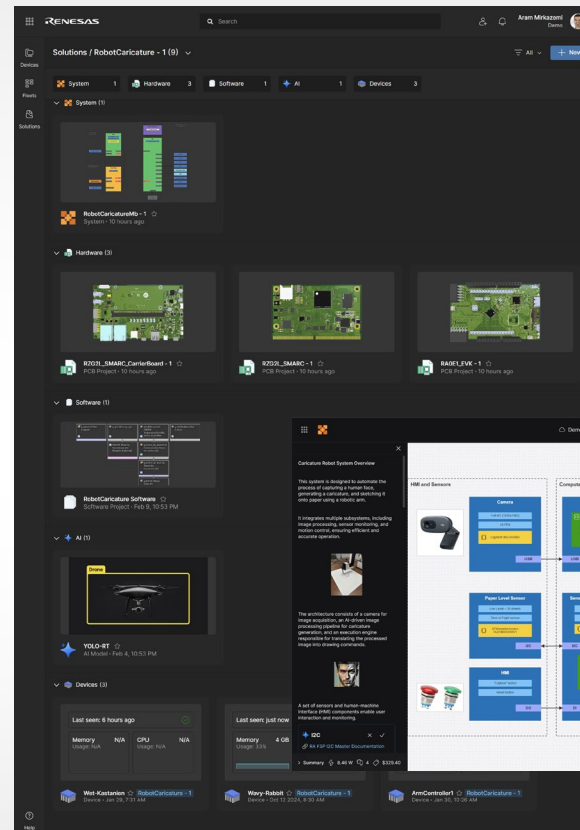 RENESAS
Search
Aram Mirkazemi
Demo
Devices
Pixels
Solutions
Help
Solutions / RobotCaricature - 1 (9)
All
+ New
System 1
Hardware 3
Software 1
AI 1
Devices 3
System (1)
RobotCaricatureMb - 1
System • 10 hours ago
Hardware (3)
RZG2L_SMARC_CarrierBoard - 1
PCB Project • 10 hours ago
RZG2L_SMARC - 1
PCB Project • 10 hours ago
RA0E1_EVK - 1
PCB Project • 10 hours ago
Software (1)
RobotCaricature Software
Software Project • Feb 9, 10:53 PM
AI (1)
Drone
YOLO-RT
AI Model • Feb 4, 10:53 PM
Devices (3)
Last seen: 6 hours ago
Memory N/A
Usage: N/A
CPU N/A
Usage: N/A
Wet-Kastanien RobotCaricature - 1
Device • Jan 29, 7:31 AM
Last seen: just now
Memory 4 GB
Usage: 33%
Wavy-Rabbit RobotCaricature - 1
Device • Oct 12 2024, 8:30 AM
ArmController1 RobotCaricature - 1
Device • Jan 30, 10:26 AM
Caricature Robot System Overview
This system is designed to automate the
process of capturing a human face,
generating a caricature, and sketching it
onto paper using a robotic arm.
It integrates multiple subsystems, including
image processing, sensor monitoring, and
motion control, ensuring efficient and
accurate operation.
The architecture consists of a camera for
image acquisition, an AI-driven image
processing pipeline for caricature
generation, and an execution engine
responsible for translating the processed
image into drawing commands.
A set of sensors and human-machine
interface (HMI) components enable user
interaction and monitoring.
I2C
RA FSP I2C Master Documentation
Summary 8.46 W 4 $329.40
HMI and Sensors
Camera
USB
Paper Level Sensor
I2C
HMI